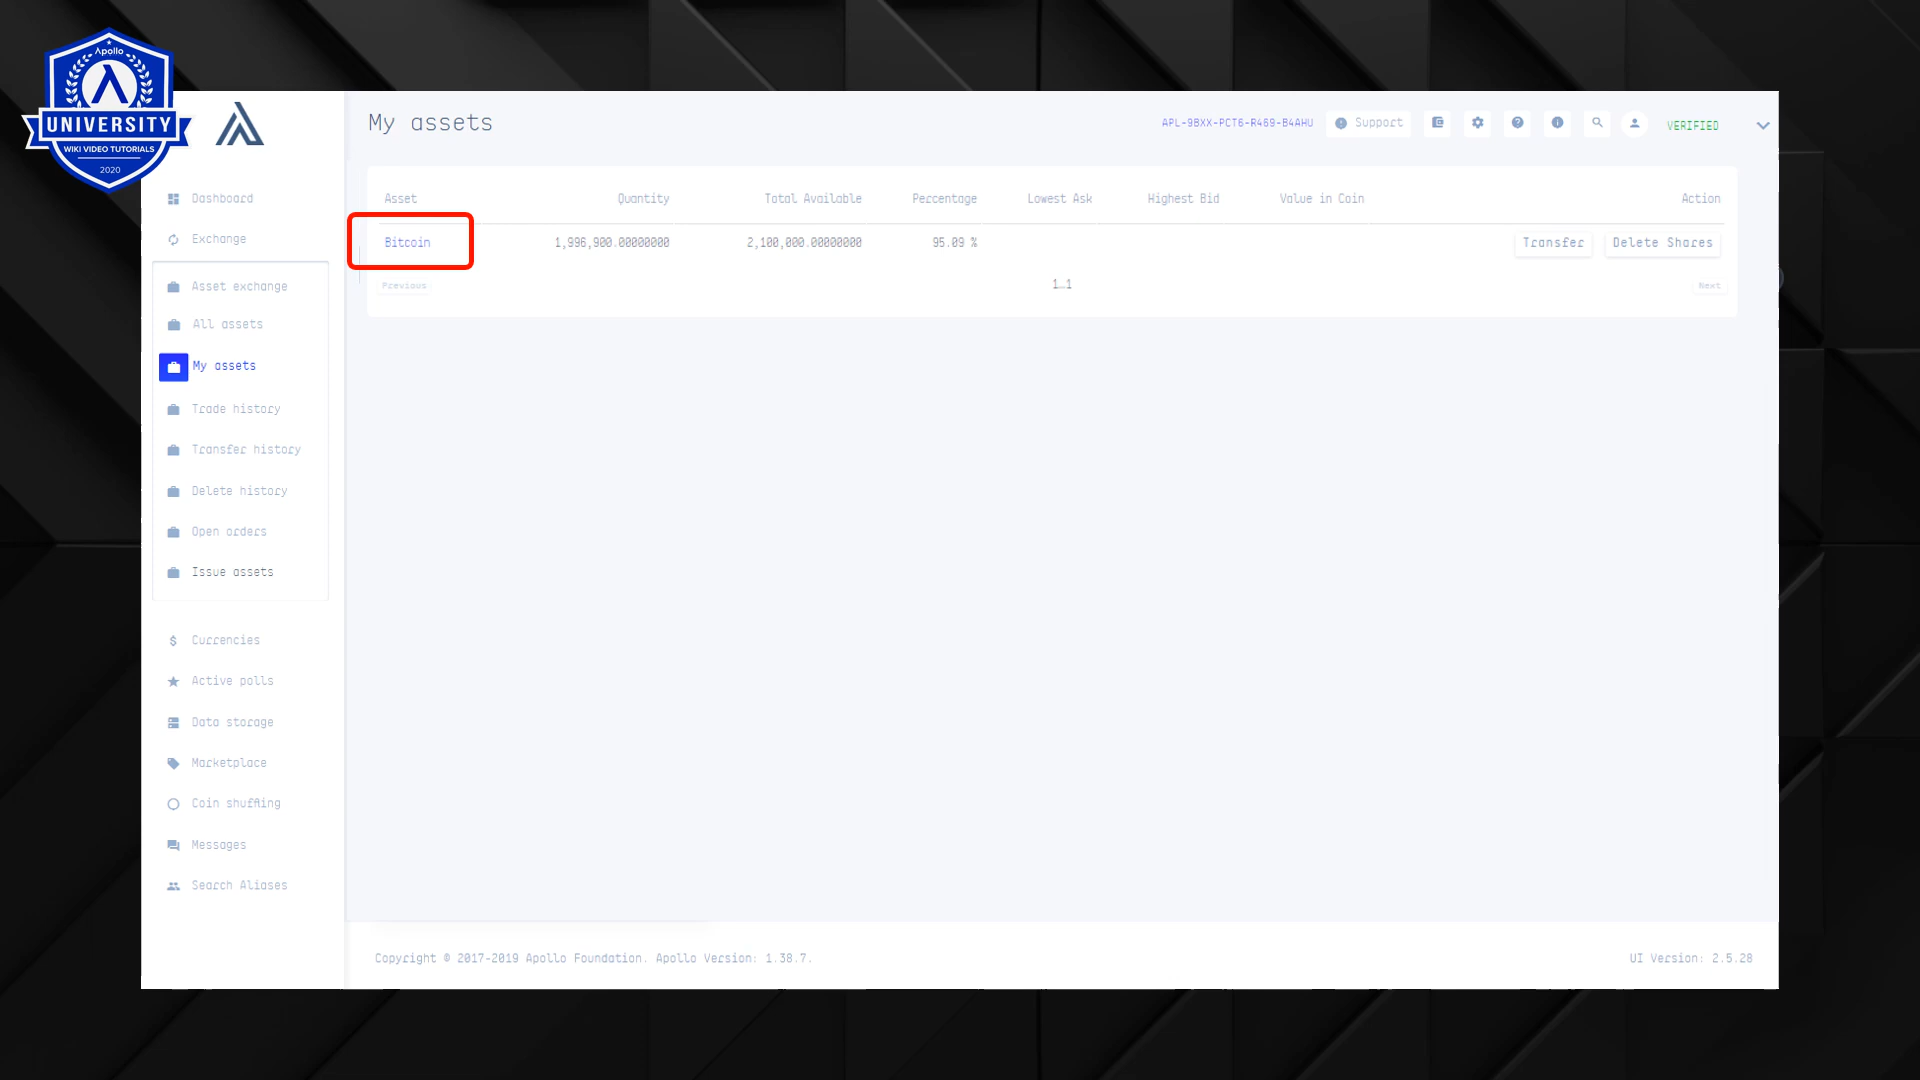 Apollo
UNIVERSITY
WIKI VIDEO TUTORIALS
2020
My assets
APL-98XX-PCT6-R469-B4AHU
Support
VERIFIED
Dashboard
Exchange
Asset exchange
All assets
My assets
Trade history
Transfer history
Delete history
Open orders
Issue assets
Currencies
Active polls
Data storage
Marketplace
Coin shuffling
Messages
Search Aliases
Asset Quantity Total Available Percentage Lowest Ask Highest Bid Value in Coin Action
Bitcoin 1,996,900.00000000 2,100,000.00000000 95.09 % Transfer Delete Shares
Previous 1…1 Next
Copyright © 2017-2019 Apollo Foundation. Apollo Version: 1.38.7. UI Version: 2.5.28